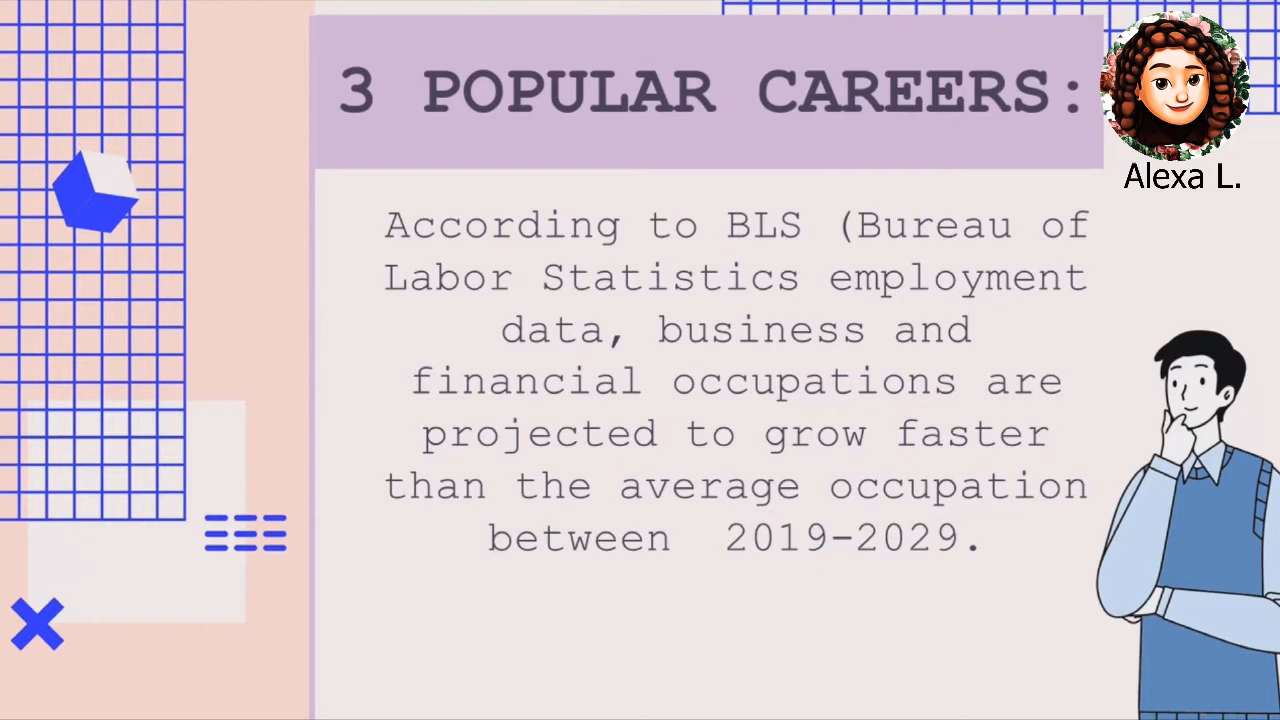 3 POPULAR CAREERS:
Alexa L.
According to BLS (Bureau of
Labor Statistics employment
data, business and
financial occupations are
projected to grow faster
than the average occupation
between 2019-2029.